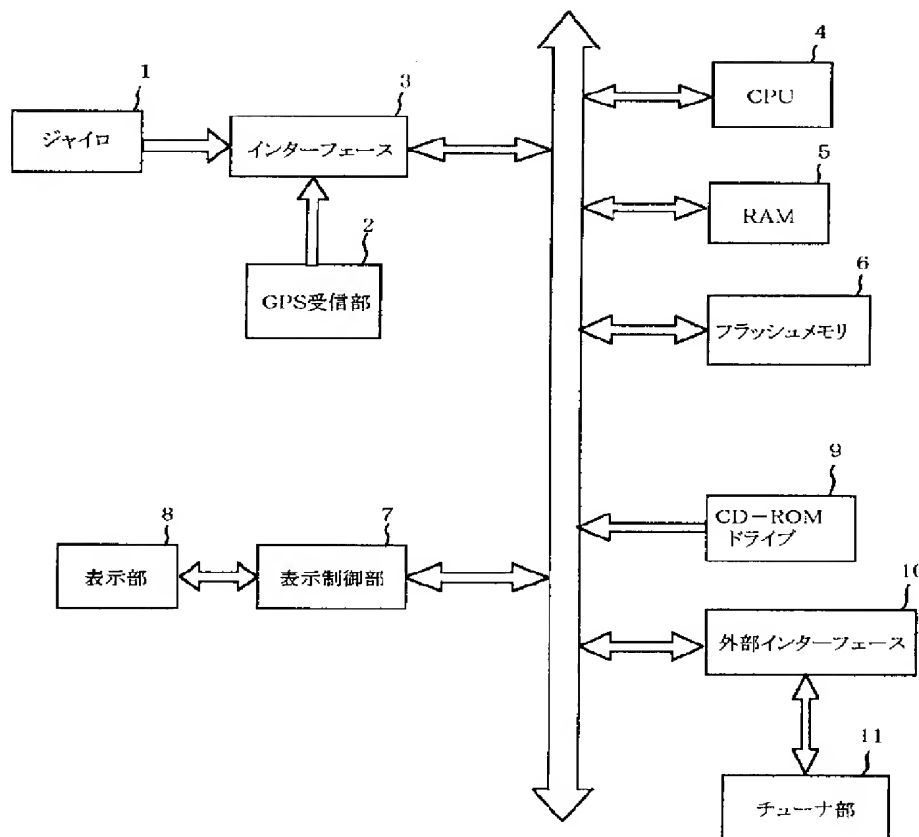 1
ジャイロ
3
インターフェース
2
GPS受信部
4
CPU
5
RAM
6
フラッシュメモリ
8
表示部
7
表示制御部
9
CD-ROM
ドライブ
10
外部インターフェース
11
チューナ部